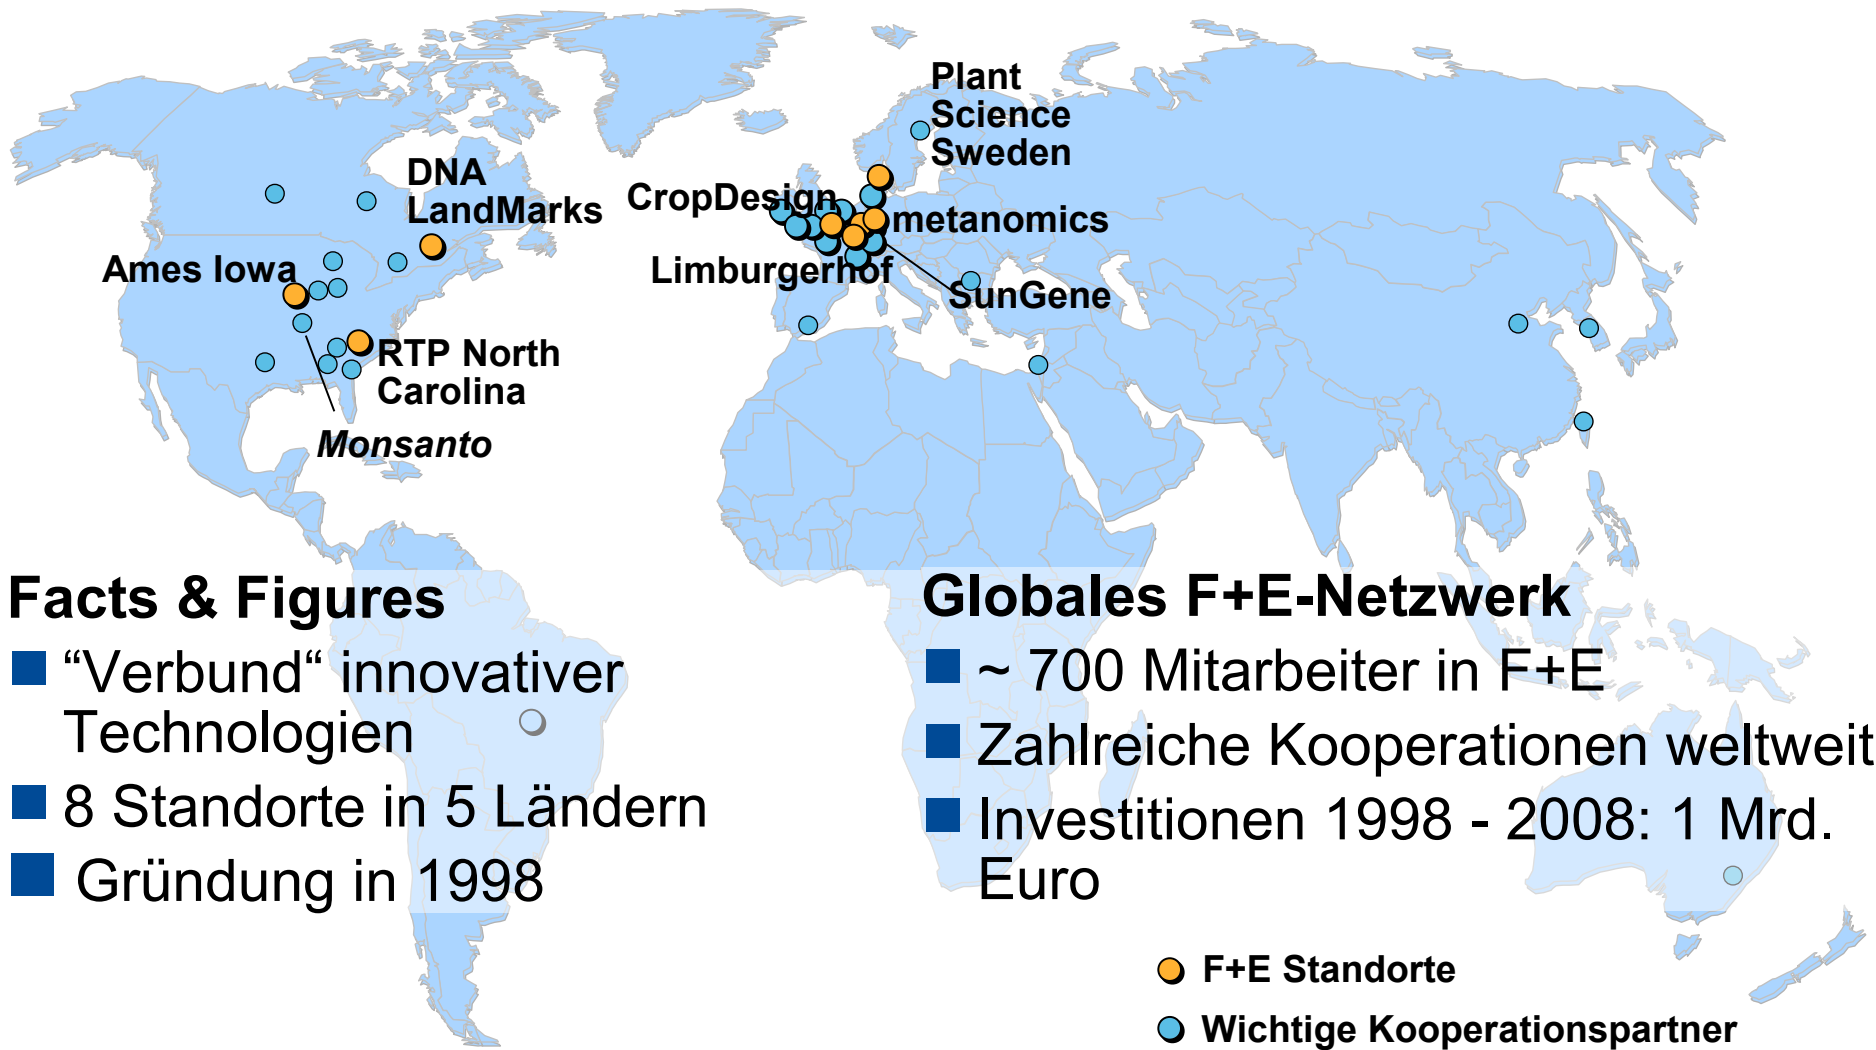 Plant
Science
Sweden
DNA
LandMarks
CropDesign
metanomics
Ames Iowa
Limburgerhof
SunGene
RTP North
Carolina
Monsanto
Facts & Figures
“Verbund“ innovativer
Technologien
8 Standorte in 5 Ländern
Gründung in 1998
Globales F+E-Netzwerk
~ 700 Mitarbeiter in F+E
Zahlreiche Kooperationen weltweit
Investitionen 1998 - 2008: 1 Mrd.
Euro
F+E Standorte
Wichtige Kooperationspartner